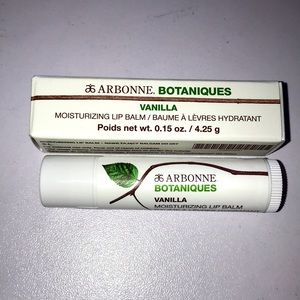 ARBONNE. BOTANIQUES
VANILLA
MOISTURIZING LIP BALM / BAUME À LÈVRES HYDRATANT
Poids net wt. 0.15 oz. / 4.25 g
ARBONNE
BOTANIQUES
VANILLA
MOISTURIZING LIP BALM